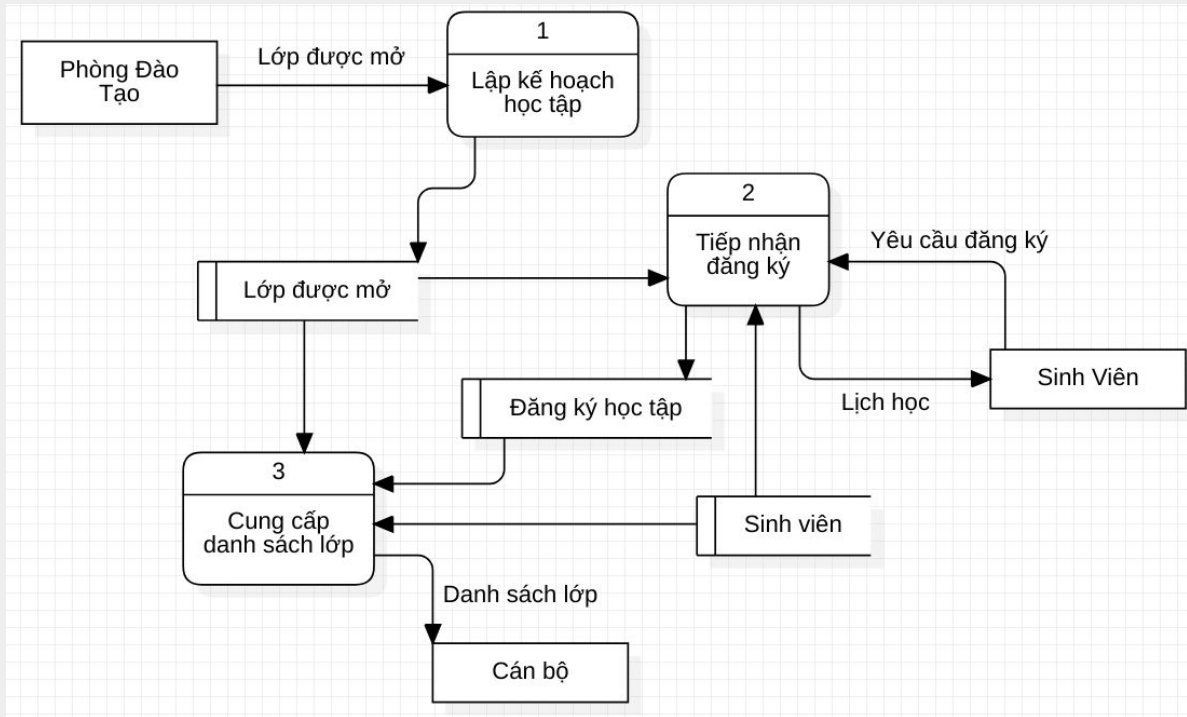 1
Lớp được mở
Phòng Đào
Tạo
Lập kế hoạch
học tập
2
Tiếp nhận
đăng ký
Yêu cầu đăng ký
Lớp được mở
Sinh Viên
Lịch học
Đăng ký học tập
3
Cung cấp
danh sách lớp
Sinh viên
Danh sách lớp
Cán bộ